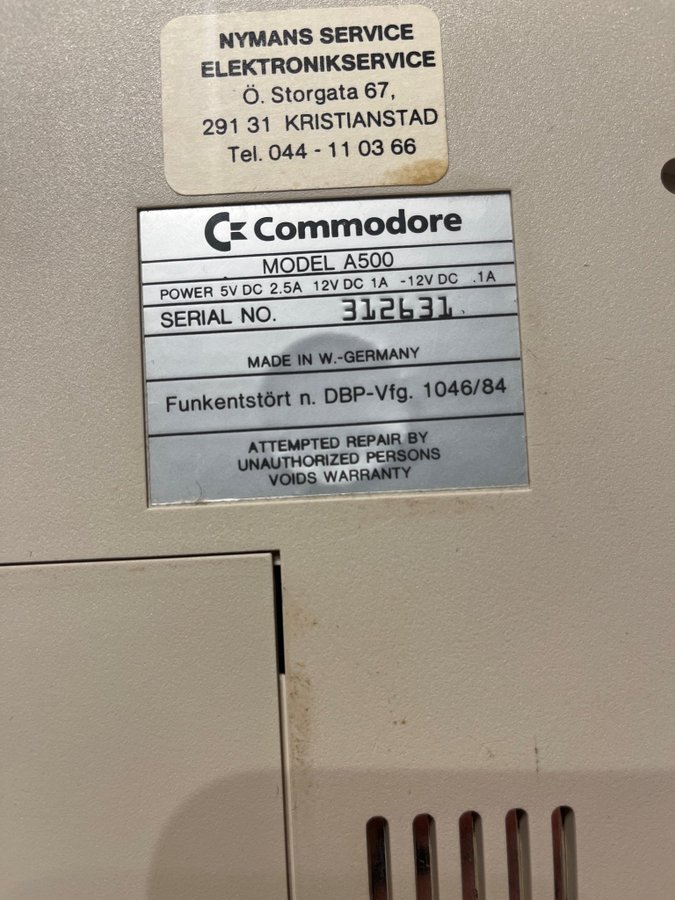 NYMANS SERVICE
ELEKTRONIKSERVICE
Ö. Storgata 67,
291 31 KRISTIANSTAD
Tel. 044 - 11 03 66
Commodore
MODEL A500
POWER 5V DC 2.5A 12V DC 1A -12V DC .1A
SERIAL NO. 312631
MADE IN W.-GERMANY
Funkentstört n. DBP-Vfg. 1046/84
ATTEMPTED REPAIR BY
UNAUTHORIZED PERSONS
VOIDS WARRANTY